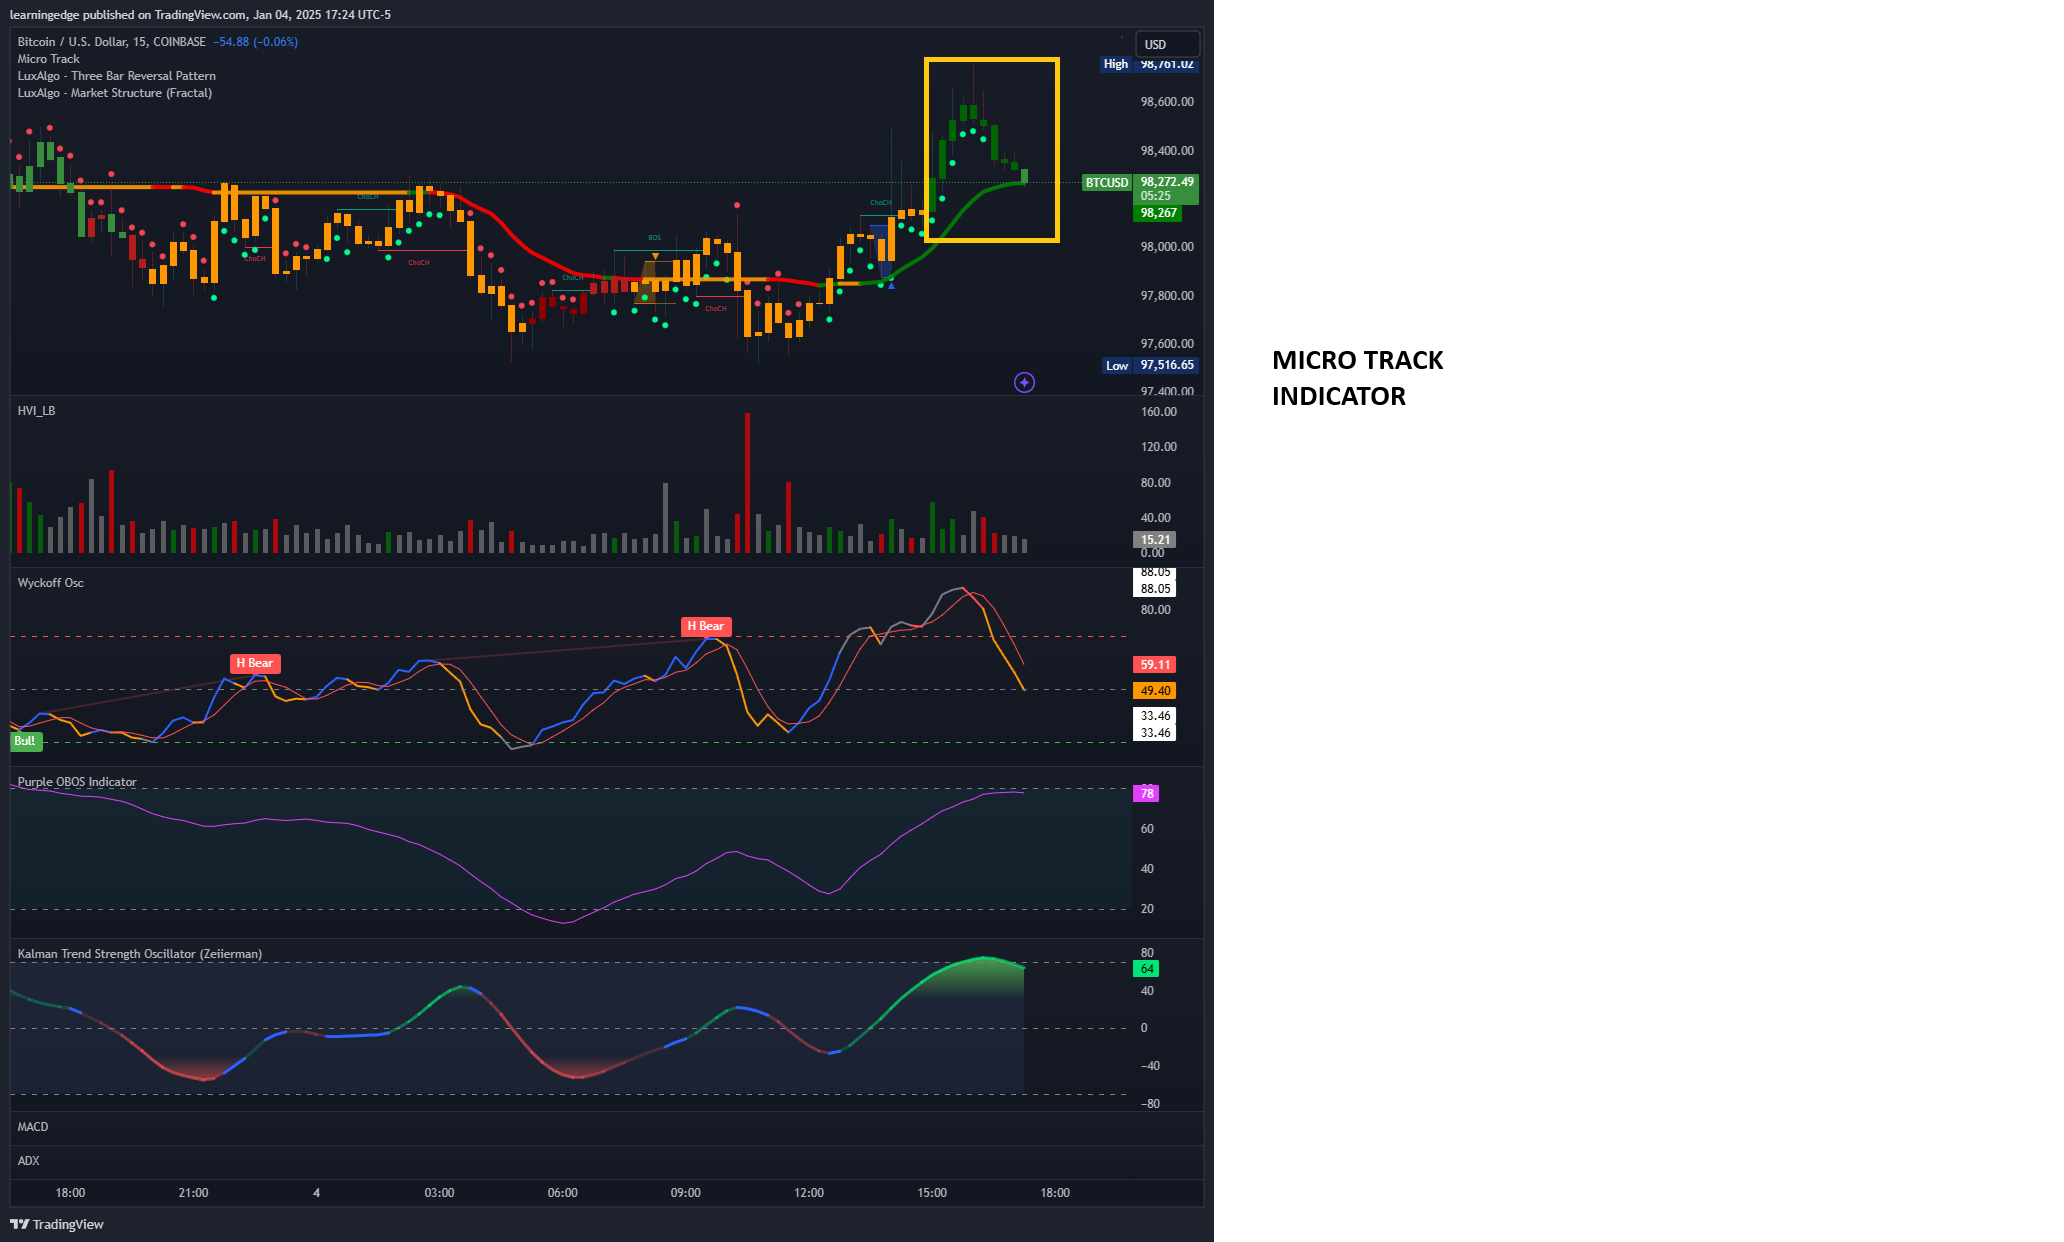 learningedge published on TradingView.com, Jan 04, 2025 17:24 UTC-5
Bitcoin / U.S. Dollar, 15, COINBASE −54.88 (−0.06%)
Micro Track
LuxAlgo - Three Bar Reversal Pattern
LuxAlgo - Market Structure (Fractal)
USD
High 98,761.02
98,600.00
98,400.00
BTCUSD 98,272.49
05:25
98,267
98,000.00
97,800.00
97,600.00
Low 97,516.65
97,400.00
ChoCH
ChoCH
ChoCH
ChoCH
BOS
ChoCH
ChoCH
MICRO TRACK
INDICATOR
HVI_LB
160.00
120.00
80.00
40.00
15.21
0.00
Wyckoff Osc
88.05
88.05
80.00
H Bear
H Bear
Bull
59.11
49.40
33.46
33.46
Purple OBOS Indicator
78
60
40
20
Kalman Trend Strength Oscillator (Zeiierman)
80
64
40
0
−40
−80
MACD
ADX
18:00 21:00 4 03:00 06:00 09:00 12:00 15:00 18:00
TradingView